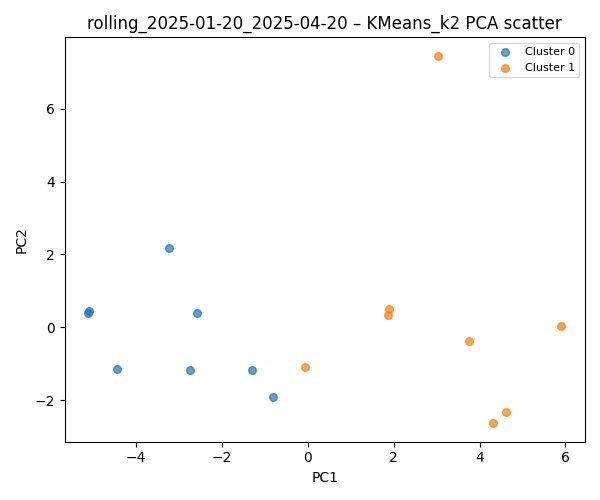 rolling_2025-01-20_2025-04-20 – KMeans_k2 PCA scatter
Cluster 0
Cluster 1
PC2
6
4
2
0
−2
−4
−2
0
2
4
6
PC1